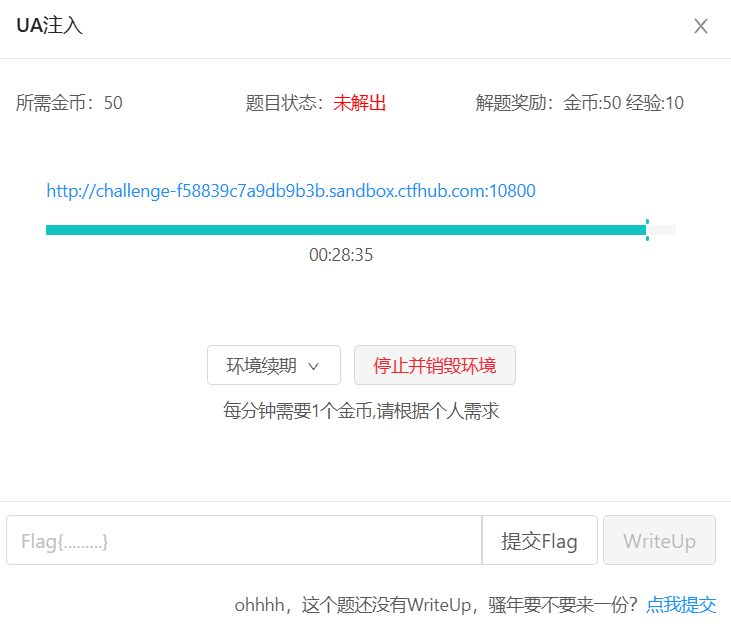 UA注入
所需金币：50 题目状态：未解出 解题奖励：金币:50 经验:10
http://challenge-f58839c7a9db9b3b.sandbox.ctfhub.com:10800
00:28:35
环境续期 停止并销毁环境
每分钟需要1个金币,请根据个人需求
Flag{.........} 提交Flag WriteUp
ohhhh，这个题还没有WriteUp，骚年要不要来一份？点我提交